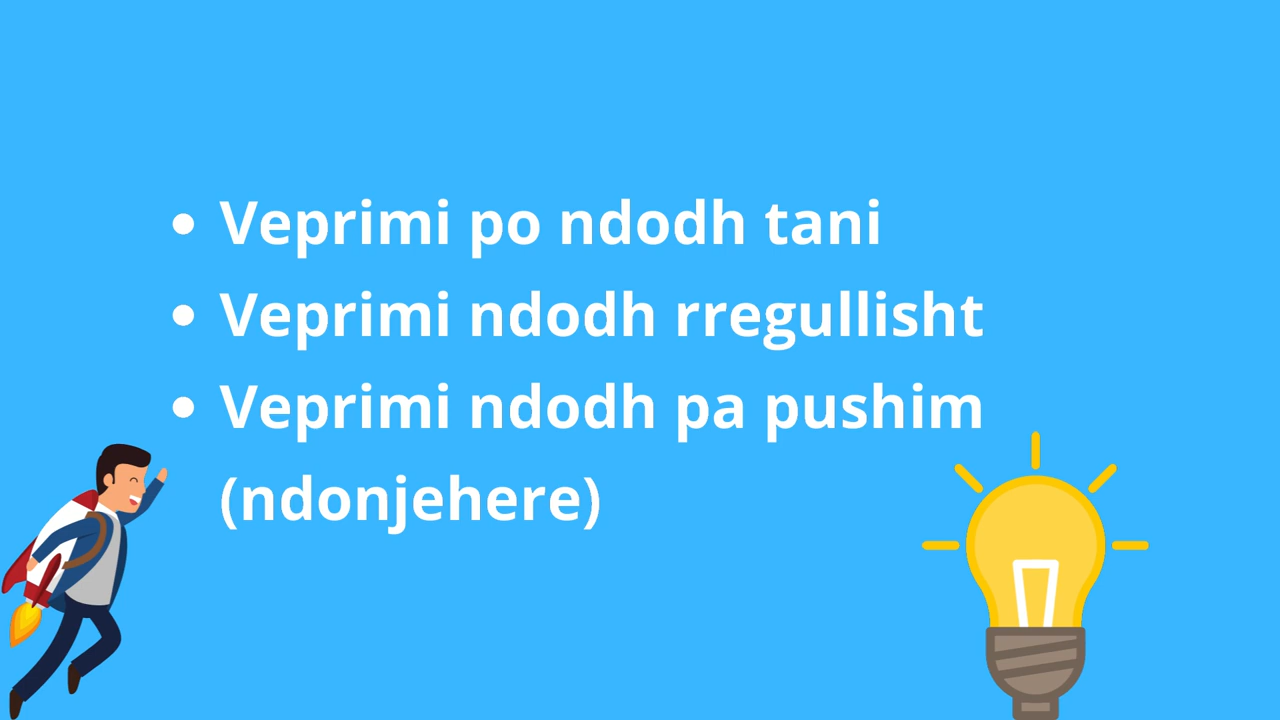 • Veprimi po ndodh tani
• Veprimi ndodh rregullisht
• Veprimi ndodh pa pushim
(ndonjehere)